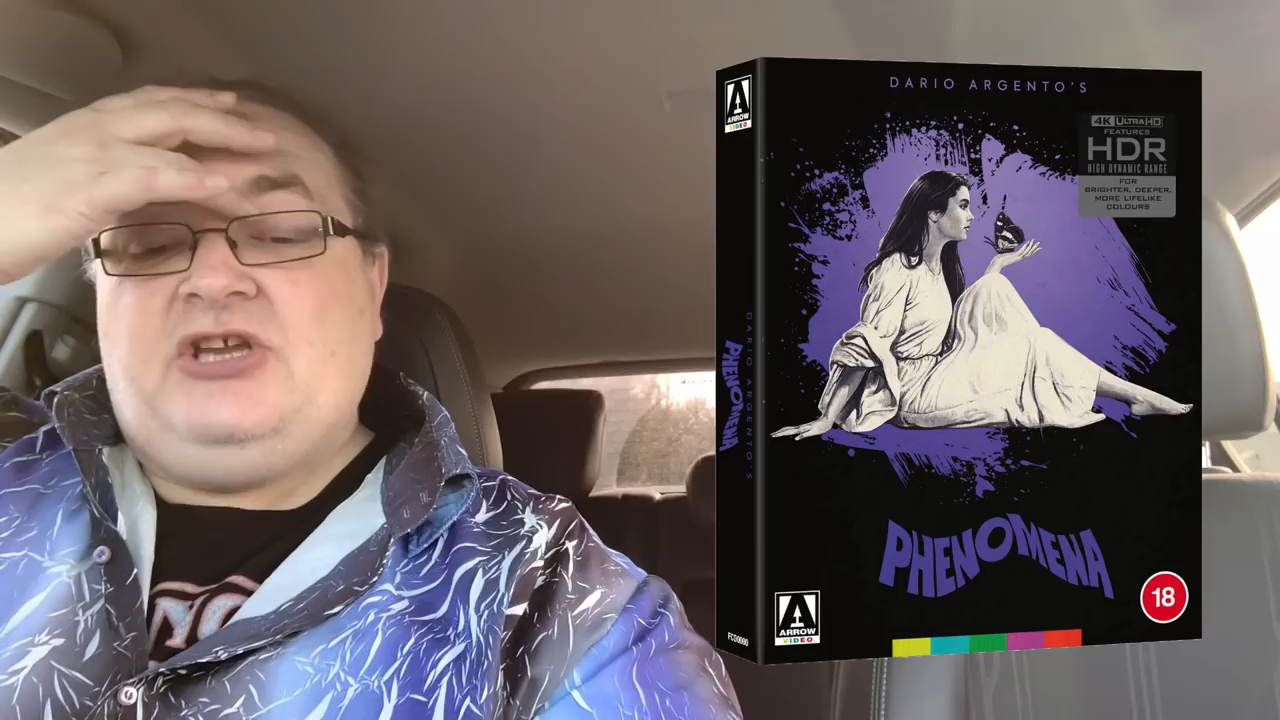 DARIO ARGENTO'S
4K ULTRAHD
FEATURES
HDR
HIGH DYNAMIC RANGE
FOR
BRIGHTER, DEEPER,
MORE LIFELIKE
COLOURS
PHENOMENA
18
A
ARROW
VIDEO
A
ARROW
VIDEO
DARIO ARGENTO'S
PHENOMENA
FCD0000